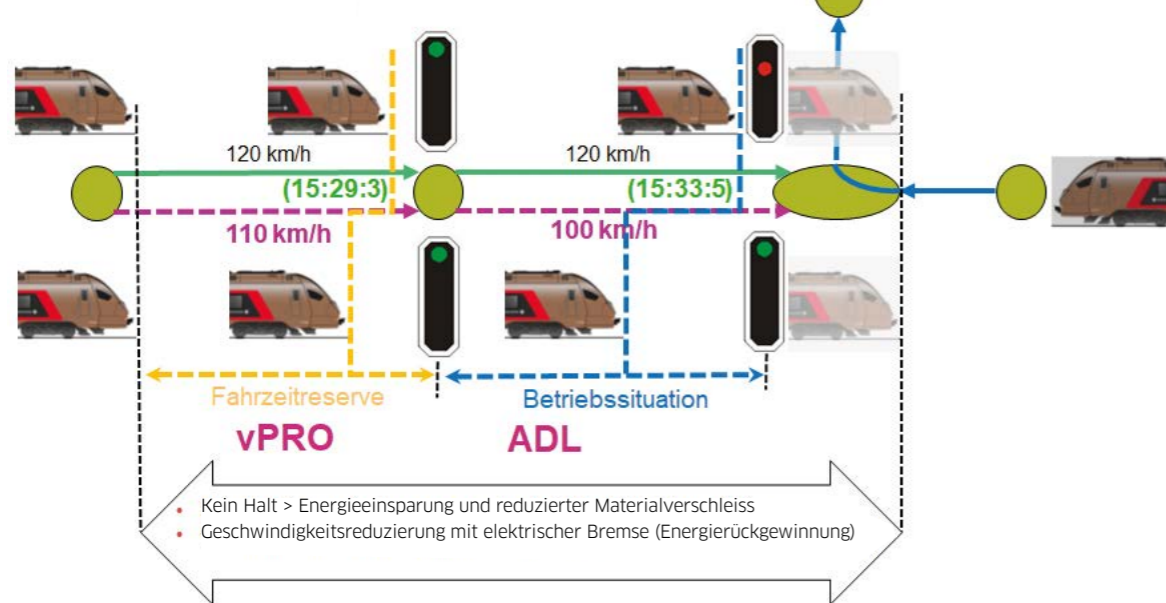 120 km/h
120 km/h
(15:29:3)
(15:33:5)
110 km/h
100 km/h
Fahrzeitreserve
Betriebssituation
vPRO
ADL
• Kein Halt > Energieeinsparung und reduzierter Materialverschleiss
• Geschwindigkeitsreduzierung mit elektrischer Bremse (Energierückgewinnung)